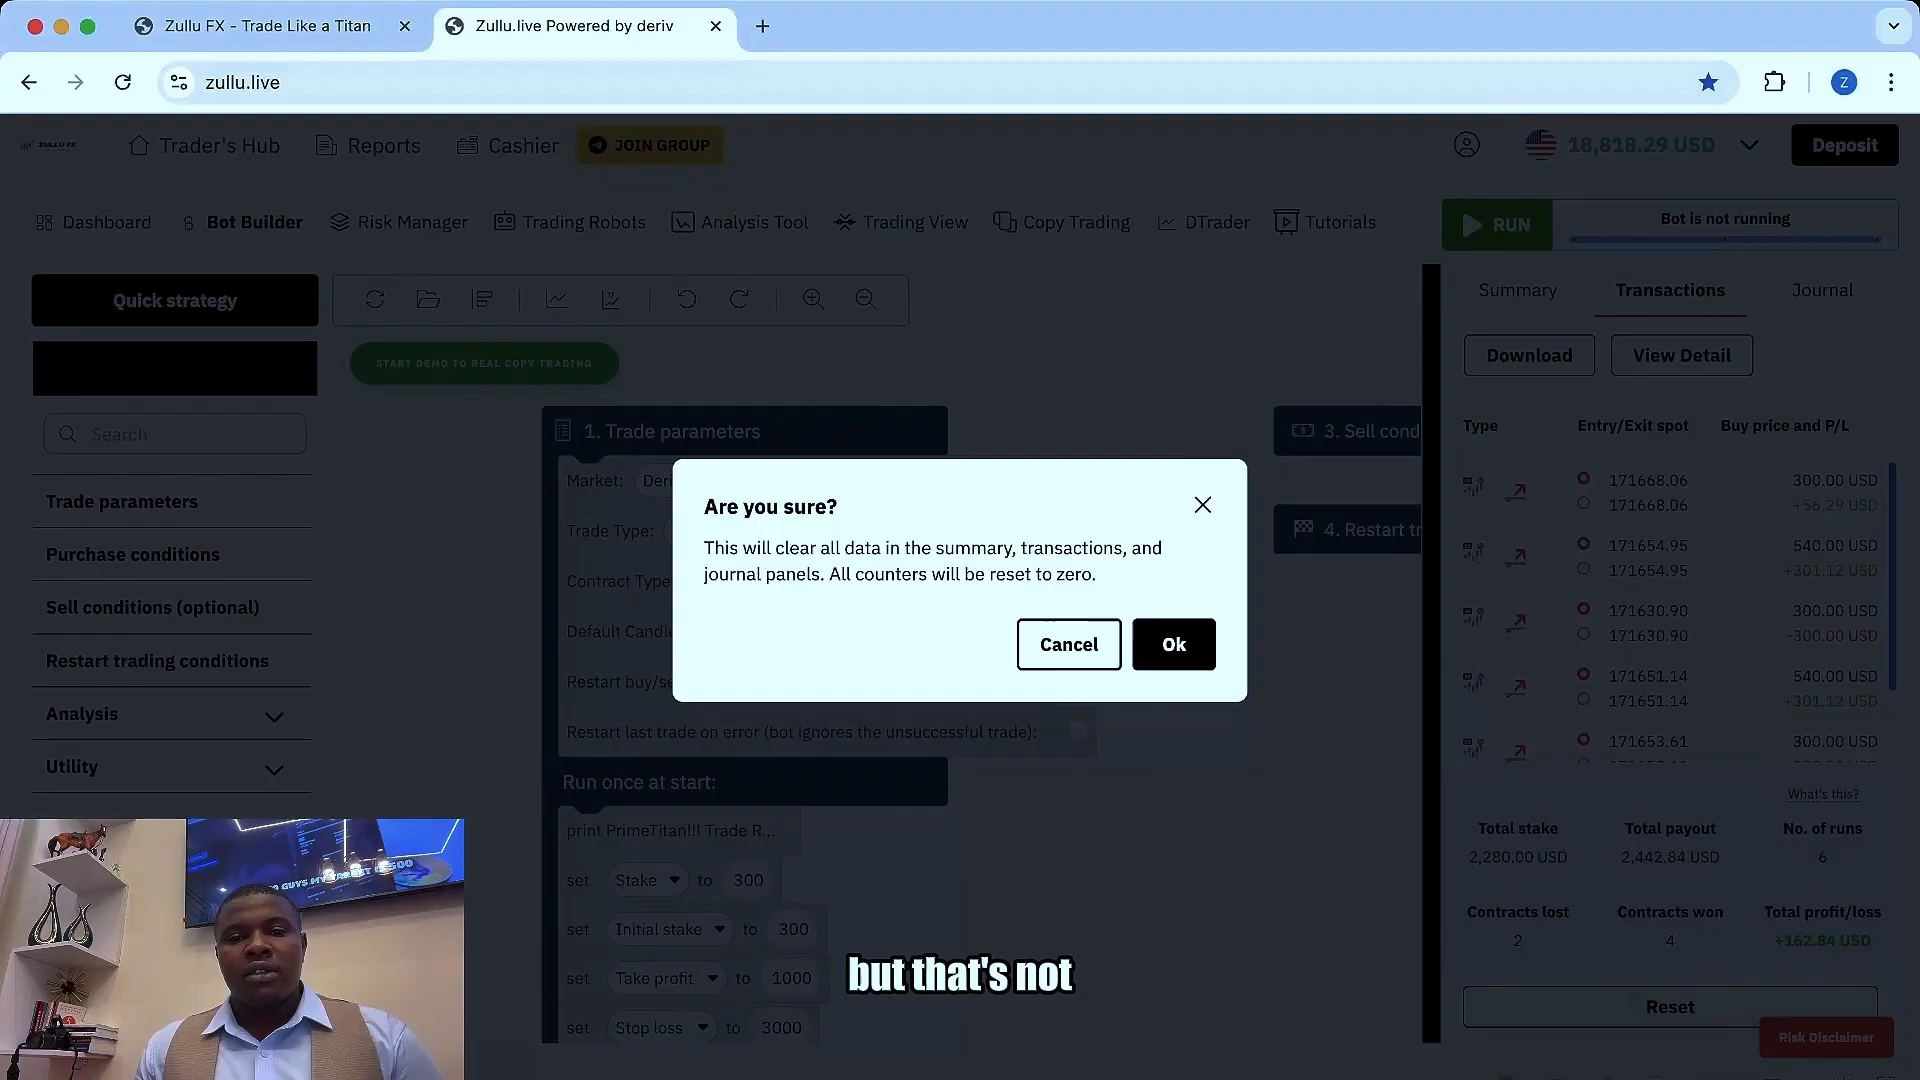 Zullu FX - Trade Like a Titan
Zullu.live Powered by deriv
zullu.live
Z
ZULLU FX
Trader's Hub
Reports
Cashier
JOIN GROUP
18,818.29 USD
Deposit
Dashboard
Bot Builder
Risk Manager
Trading Robots
Analysis Tool
Trading View
Copy Trading
DTrader
Tutorials
RUN
Bot is not running
Quick strategy
START DEMO TO REAL COPY TRADING
Search
Trade parameters
Purchase conditions
Sell conditions (optional)
Restart trading conditions
Analysis
Utility
1. Trade parameters
Market: Deri
Trade Type:
Contract Type
Default Candle
Restart buy/se
Restart last trade on error (bot ignores the unsuccessful trade):
Run once at start:
print PrimeTitan!!! Trade R...
set Stake to 300
set Initial stake to 300
set Take profit to 1000
set Stop loss to 3000
3. Sell cond
4. Restart tr
Are you sure?
This will clear all data in the summary, transactions, and
journal panels. All counters will be reset to zero.
Cancel
Ok
Summary
Transactions
Journal
Download
View Detail
Type Entry/Exit spot Buy price and P/L
171668.06 300.00 USD
171668.06 +56.29 USD
171654.95 540.00 USD
171654.95 +301.12 USD
171630.90 300.00 USD
171630.90 -300.00 USD
171651.14 540.00 USD
171651.14 +301.12 USD
171653.61 300.00 USD
What's this?
Total stake Total payout No. of runs
2,280.00 USD 2,442.84 USD 6
Contracts lost Contracts won Total profit/loss
2 4 +162.84 USD
Reset
Risk Disclaimer
but that's not